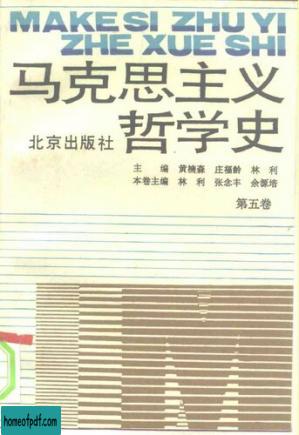 MAKESI ZHU YI
ZHE XUE SHI
马克思主义
北京出版社 哲学史
主 编 黄楠森 庄福龄 林利
本卷主编 林利 张念丰 余源培
第五卷
homeofpdf.com